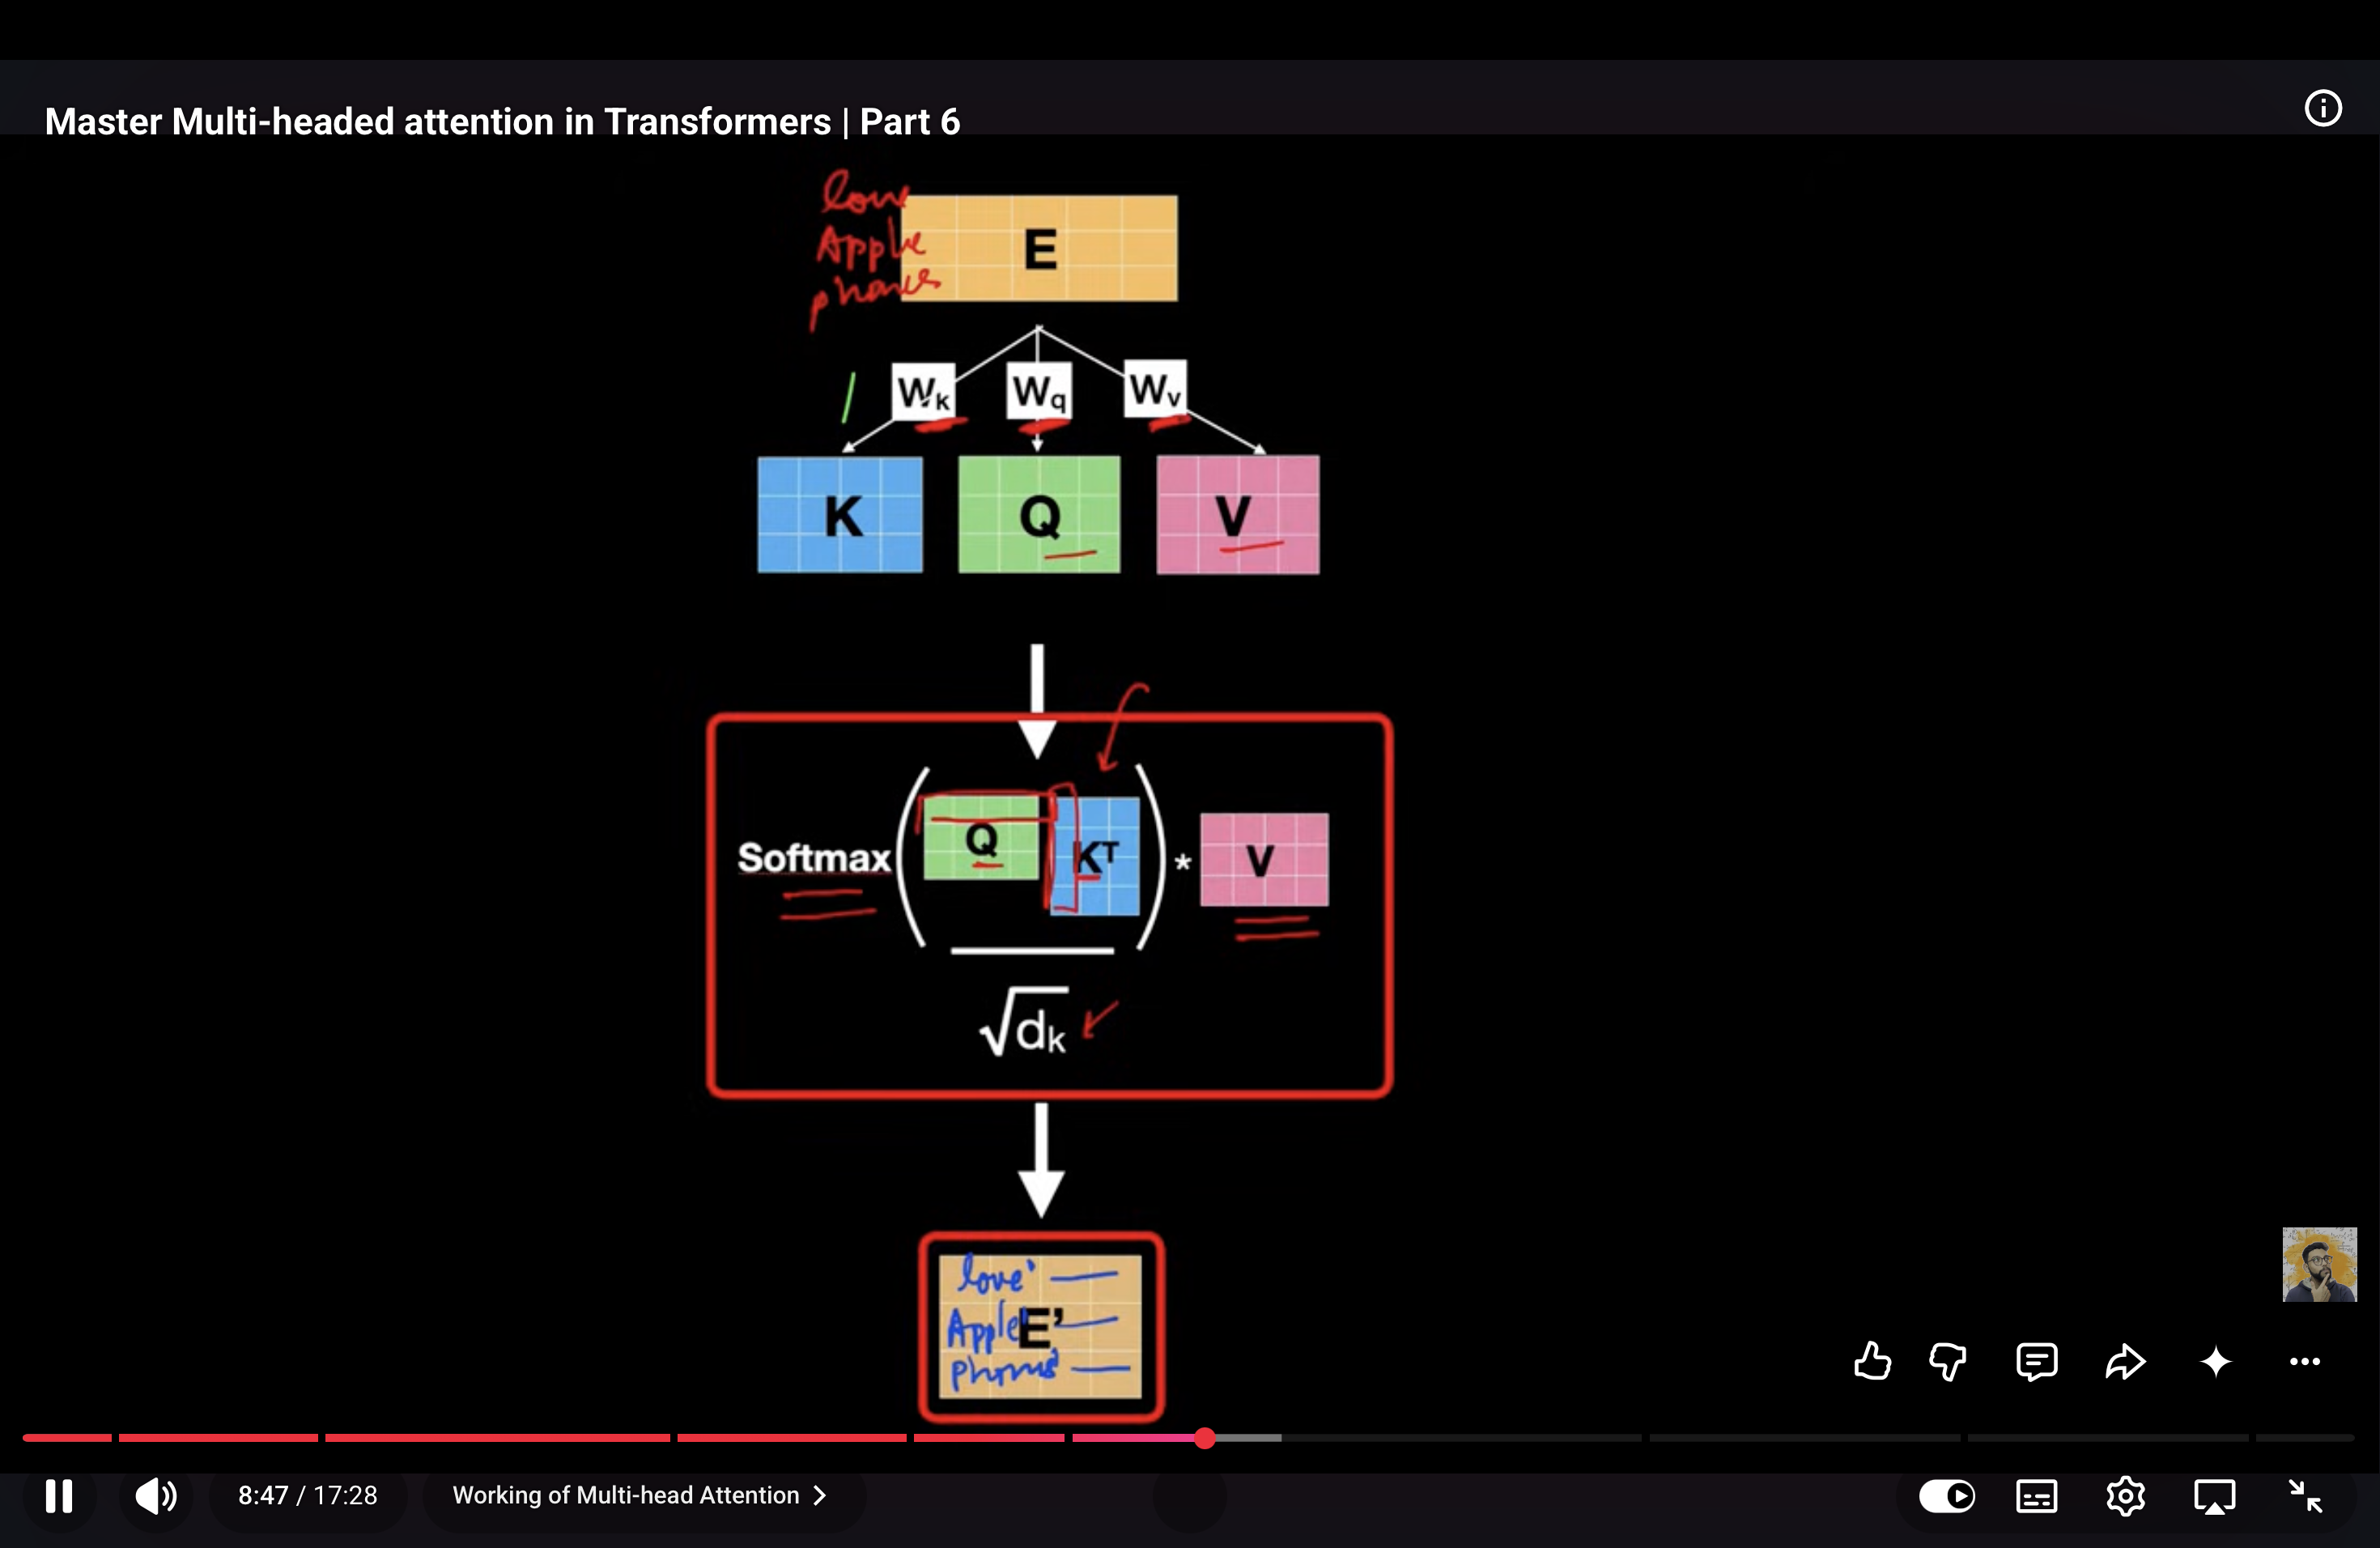 Master Multi-headed attention in Transformers | Part 6
love
Apple
phones
E
Wk Wq Wv
K Q V
Softmax ( Q KT ) * V
√dk
love'
Apple' E'
Phones'
8:47 / 17:28 Working of Multi-head Attention